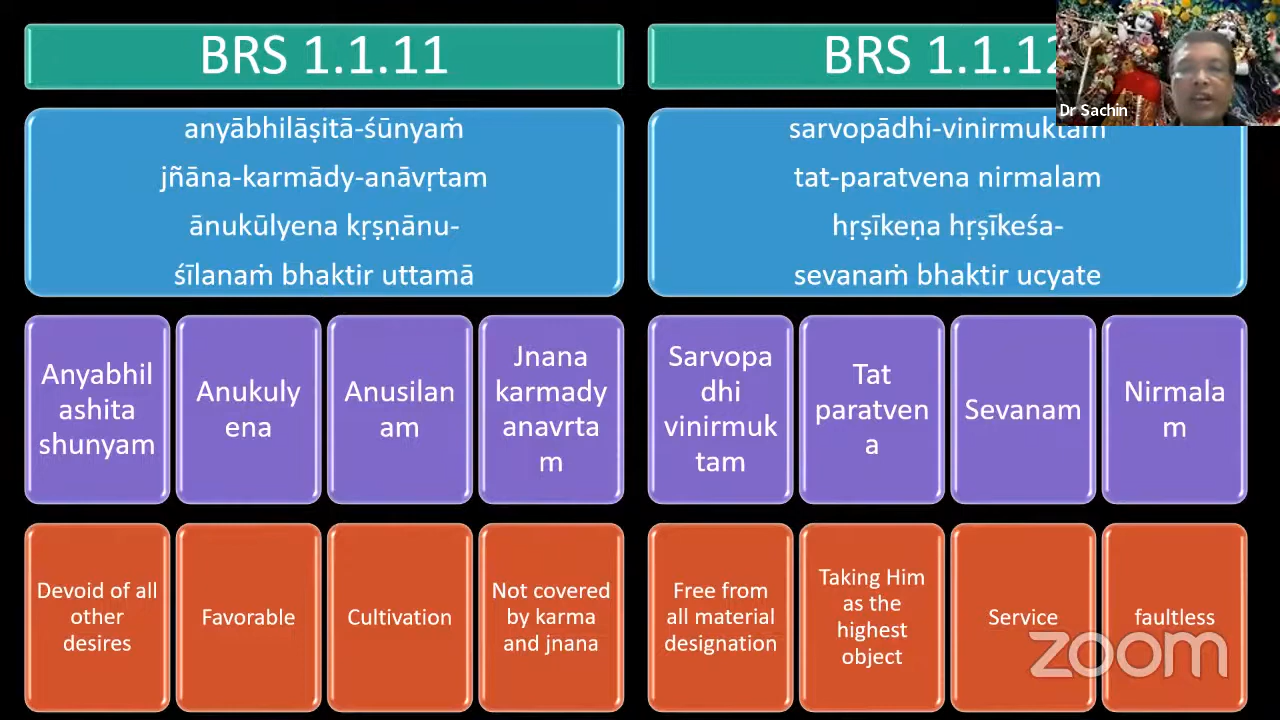 BRS 1.1.11
anyābhilāṣitā-śūnyaṁ
jñāna-karmādy-anāvṛtam
ānukūlyena kṛṣṇānu-
śīlanaṁ bhaktir uttamā
Anyabhil
ashita
shunyam
Anukuly
ena
Anusilan
am
Jnana
karmady
anavrta
m
Devoid of all
other
desires
Favorable
Cultivation
Not covered
by karma
and jnana
BRS 1.1.12
Dr Sachin
sarvopādhi-vinirmuktaṁ
tat-paratvena nirmalam
hṛṣīkeṇa hṛṣīkeśa-
sevanaṁ bhaktir ucyate
Sarvopa
dhi
vinirmuk
tam
Tat
paratven
a
Sevanam
Nirmala
m
Free from
all material
designation
Taking Him
as the
highest
object
Service
faultless
zoom